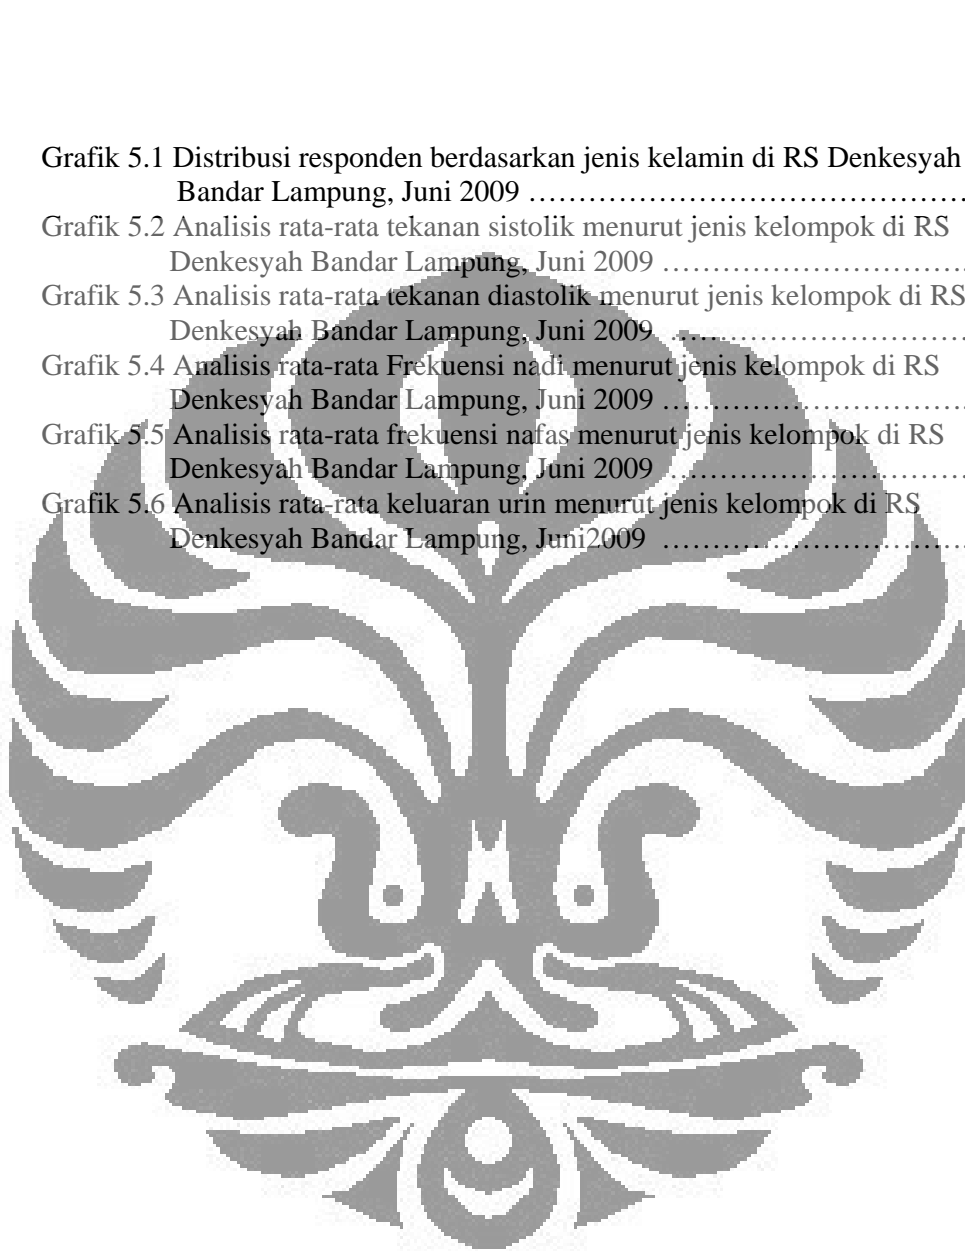 Grafik 5.1 Distribusi responden berdasarkan jenis kelamin di RS Denkesyah
Bandar Lampung, Juni 2009 ………………………………………
Grafik 5.2 Analisis rata-rata tekanan sistolik menurut jenis kelompok di RS
Denkesyah Bandar Lampung, Juni 2009 …………………………
Grafik 5.3 Analisis rata-rata tekanan diastolik menurut jenis kelompok di RS
Denkesyah Bandar Lampung, Juni 2009 …………………………
Grafik 5.4 Analisis rata-rata Frekuensi nadi menurut jenis kelompok di RS
Denkesyah Bandar Lampung, Juni 2009 …………………………
Grafik 5.5 Analisis rata-rata frekuensi nafas menurut jenis kelompok di RS
Denkesyah Bandar Lampung, Juni 2009 …………………………
Grafik 5.6 Analisis rata-rata keluaran urin menurut jenis kelompok di RS
Denkesyah Bandar Lampung, Juni2009 …………………………